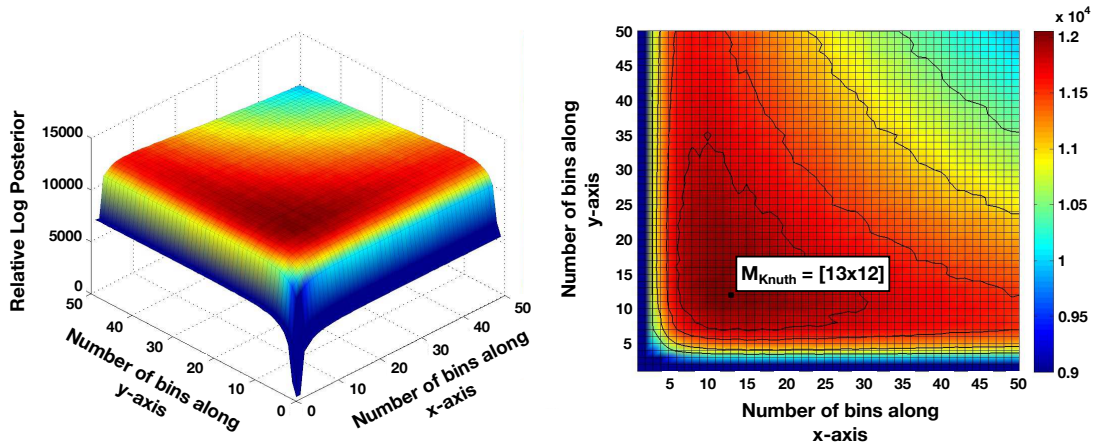 15000
10000
5000
0
Relative Log Posterior
50
40
30
20
10
0
Number of bins along
y-axis
0
10
20
30
40
50
Number of bins along
x-axis
50
45
40
35
30
25
20
15
10
5
Number of bins along
y-axis
M_Knuth = [13x12]
5 10 15 20 25 30 35 40 45 50
Number of bins along
x-axis
x 10^4
1.2
1.15
1.1
1.05
1
0.95
0.9